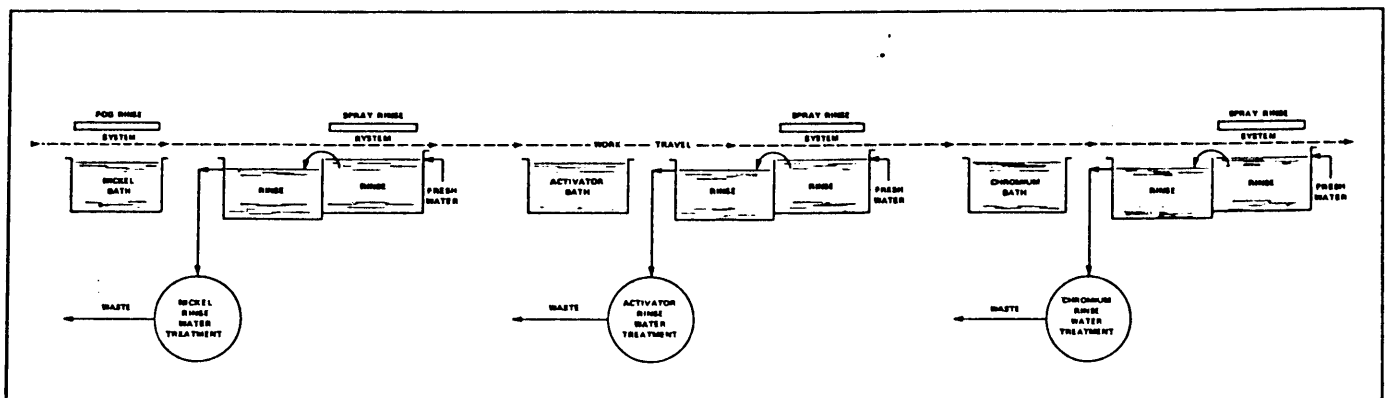 FOG RINSE
SYSTEM
NICKEL
BATH
RINSE
SPRAY RINSE
SYSTEM
RINSE
FRESH
WATER
NICKEL
RINSE
WATER
TREATMENT
WASTE
WORK TRAVEL
ACTIVATOR
BATH
RINSE
SPRAY RINSE
SYSTEM
RINSE
FRESH
WATER
ACTIVATOR
RINSE
WATER
TREATMENT
WASTE
CHROMIUM
BATH
RINSE
SPRAY RINSE
SYSTEM
RINSE
FRESH
WATER
CHROMIUM
RINSE
WATER
TREATMENT
WASTE